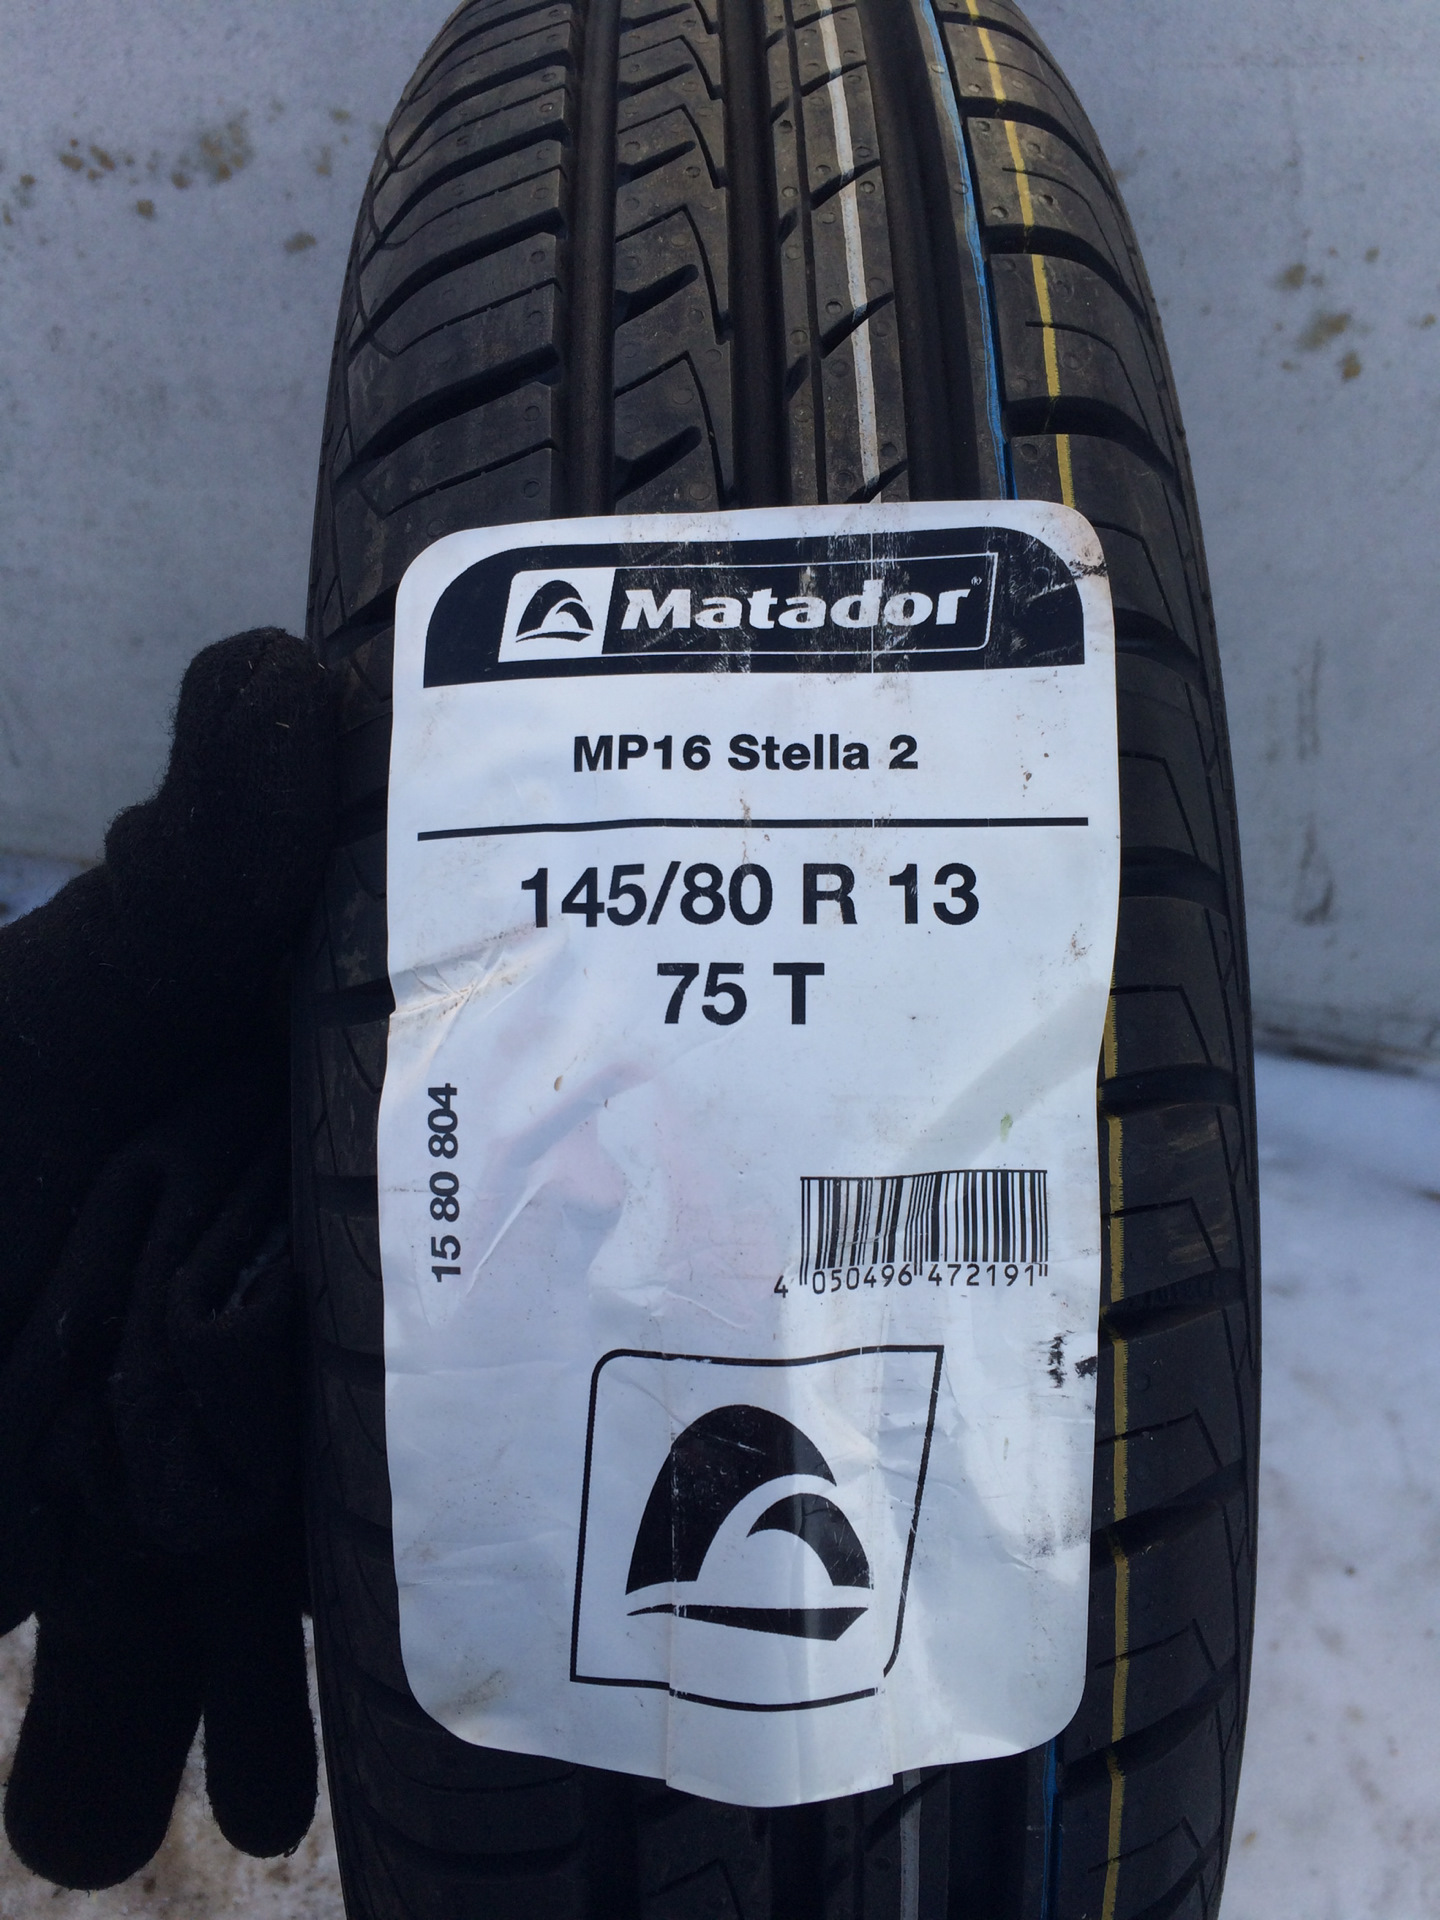 Matador®
MP16 Stella 2
145/80 R 13
75 T
15 80 804
4 050496 472191